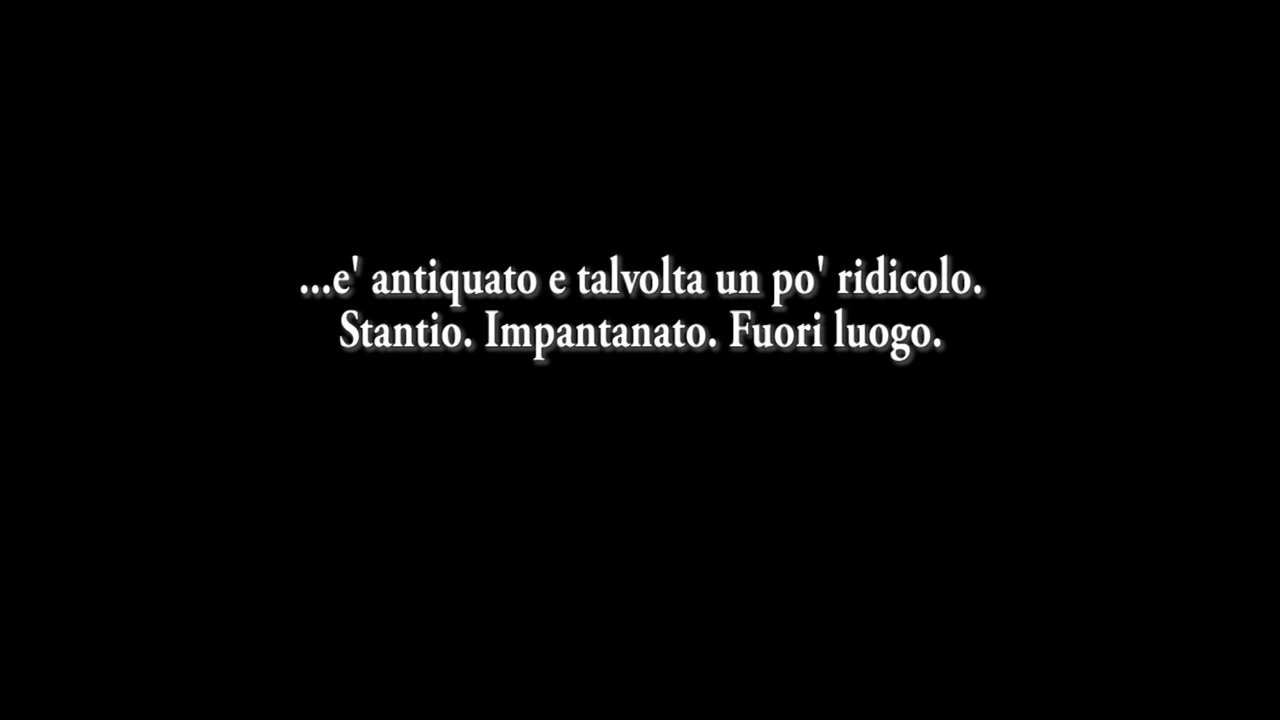 ...e' antiquato e talvolta un po' ridicolo.
Stantio. Impantanato. Fuori luogo.